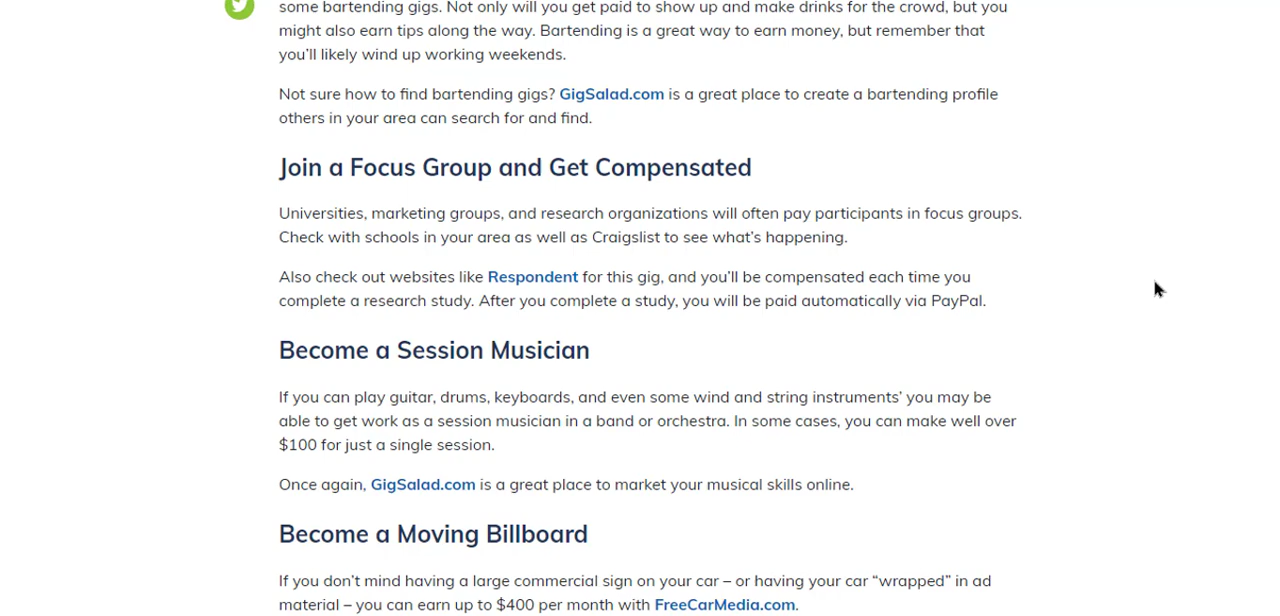 some bartending gigs. Not only will you get paid to show up and make drinks for the crowd, but you
might also earn tips along the way. Bartending is a great way to earn money, but remember that
you’ll likely wind up working weekends.
Not sure how to find bartending gigs? GigSalad.com is a great place to create a bartending profile
others in your area can search for and find.
Join a Focus Group and Get Compensated
Universities, marketing groups, and research organizations will often pay participants in focus groups.
Check with schools in your area as well as Craigslist to see what’s happening.
Also check out websites like Respondent for this gig, and you’ll be compensated each time you
complete a research study. After you complete a study, you will be paid automatically via PayPal.
Become a Session Musician
If you can play guitar, drums, keyboards, and even some wind and string instruments’ you may be
able to get work as a session musician in a band or orchestra. In some cases, you can make well over
$100 for just a single session.
Once again, GigSalad.com is a great place to market your musical skills online.
Become a Moving Billboard
If you don’t mind having a large commercial sign on your car – or having your car “wrapped” in ad
material – you can earn up to $400 per month with FreeCarMedia.com.